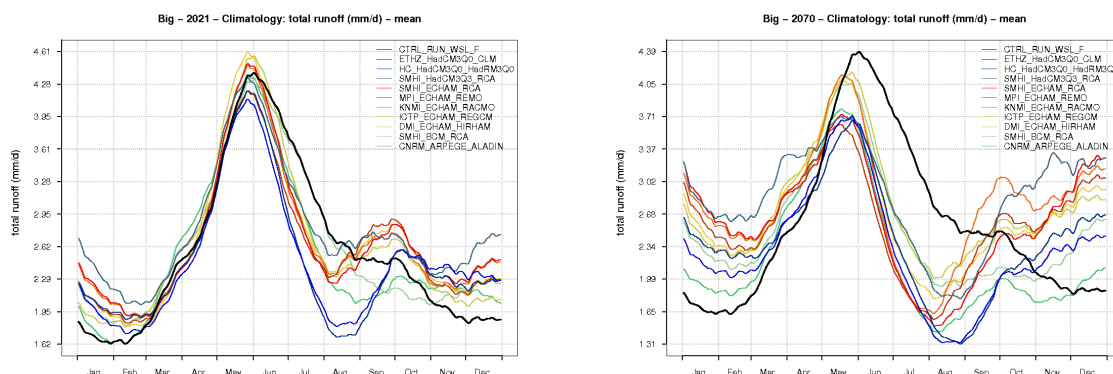 Big – 2021 – Climatology: total runoff (mm/d) – mean
4.61
4.28
3.95
3.61
3.28
2.95
2.62
2.29
1.95
1.62
total runoff (mm/d)
CTRL_RUN_WSL_F
ETHZ_HadCM3Q0_CLM
HC_HadCM3Q0_HadRM3Q0
SMHI_HadCM3Q3_RCA
SMHI_ECHAM_RCA
MPI_ECHAM_REMO
KNMI_ECHAM_RACMO
ICTP_ECHAM_REGCM
DMI_ECHAM_HIRHAM
SMHI_BCM_RCA
CNRM_ARPEGE_ALADIN
Jan Feb Mar Apr May Jun Jul Aug Sep Oct Nov Dec
Big – 2070 – Climatology: total runoff (mm/d) – mean
4.39
4.05
3.71
3.37
3.02
2.68
2.34
1.99
1.65
1.31
total runoff (mm/d)
CTRL_RUN_WSL_F
ETHZ_HadCM3Q0_CLM
HC_HadCM3Q0_HadRM3Q
SMHI_HadCM3Q3_RCA
SMHI_ECHAM_RCA
MPI_ECHAM_REMO
KNMI_ECHAM_RACMO
ICTP_ECHAM_REGCM
DMI_ECHAM_HIRHAM
SMHI_BCM_RCA
CNRM_ARPEGE_ALADIN
Jan Feb Mar Apr May Jun Jul Aug Sep Oct Nov Dec